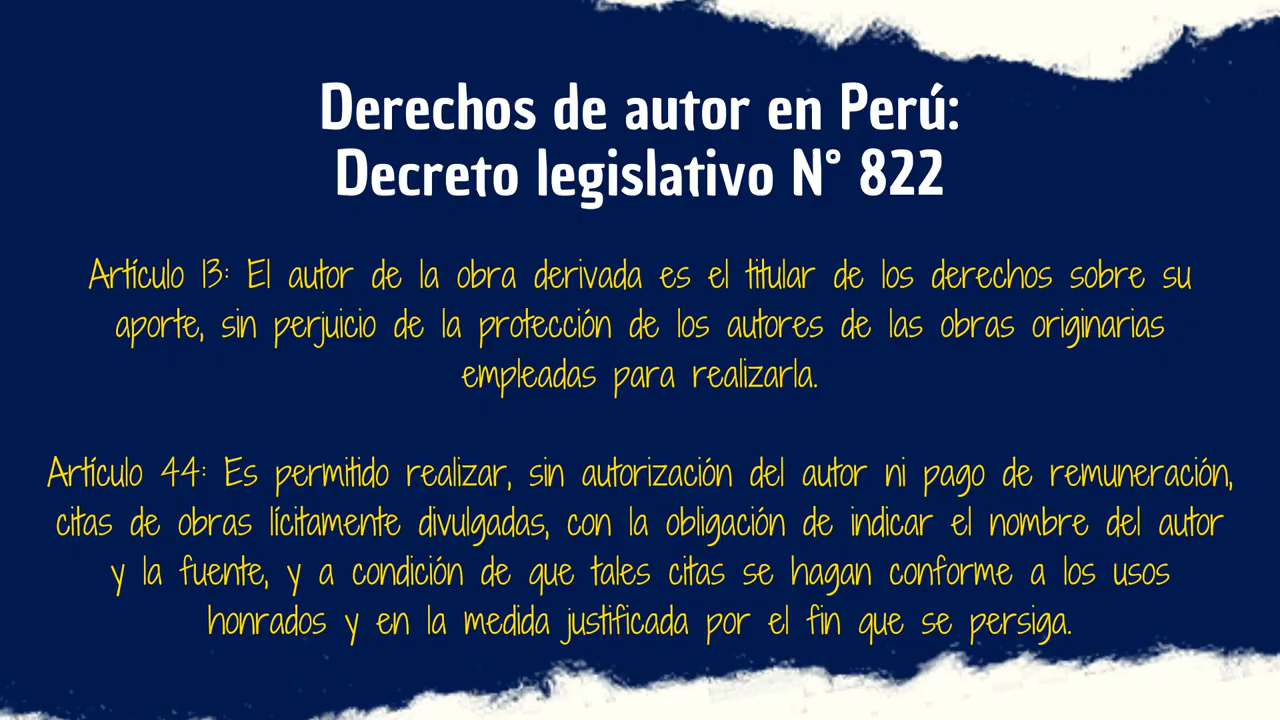 Derechos de autor en Perú:
Decreto legislativo N° 822
Artículo 13: El autor de la obra derivada es el titular de los derechos sobre su
aporte, sin perjuicio de la protección de los autores de las obras originarias
empleadas para realizarla.
Artículo 44: Es permitido realizar, sin autorización del autor ni pago de remuneración,
citas de obras lícitamente divulgadas, con la obligación de indicar el nombre del autor
y la fuente, y a condición de que tales citas se hagan conforme a los usos
honrados y en la medida justificada por el fin que se persiga.